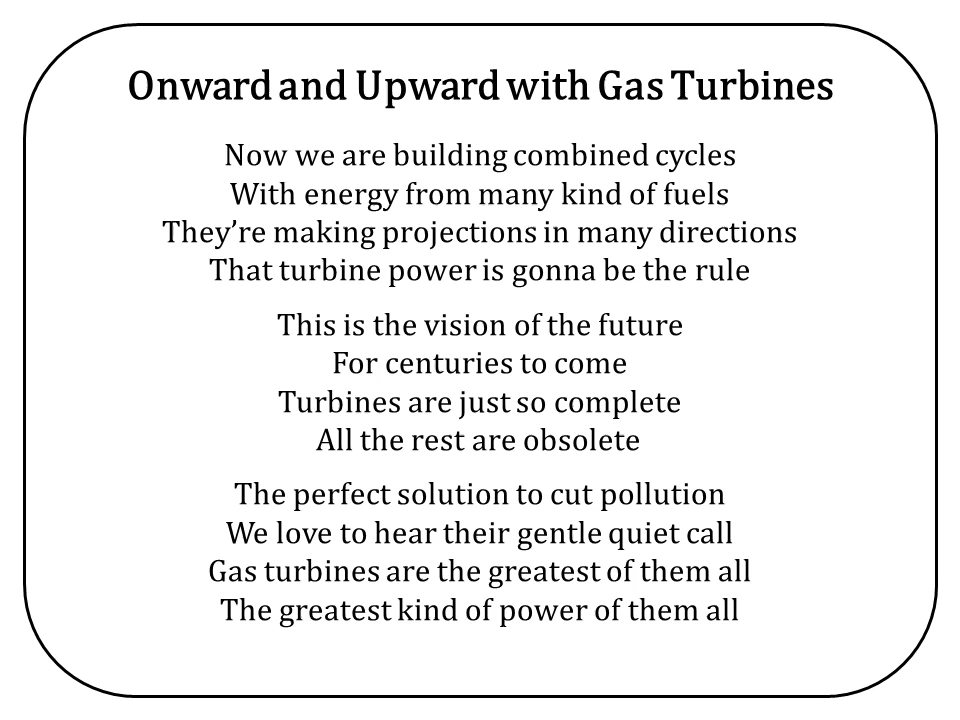 Onward and Upward with Gas Turbines
Now we are building combined cycles
With energy from many kind of fuels
They’re making projections in many directions
That turbine power is gonna be the rule
This is the vision of the future
For centuries to come
Turbines are just so complete
All the rest are obsolete
The perfect solution to cut pollution
We love to hear their gentle quiet call
Gas turbines are the greatest of them all
The greatest kind of power of them all